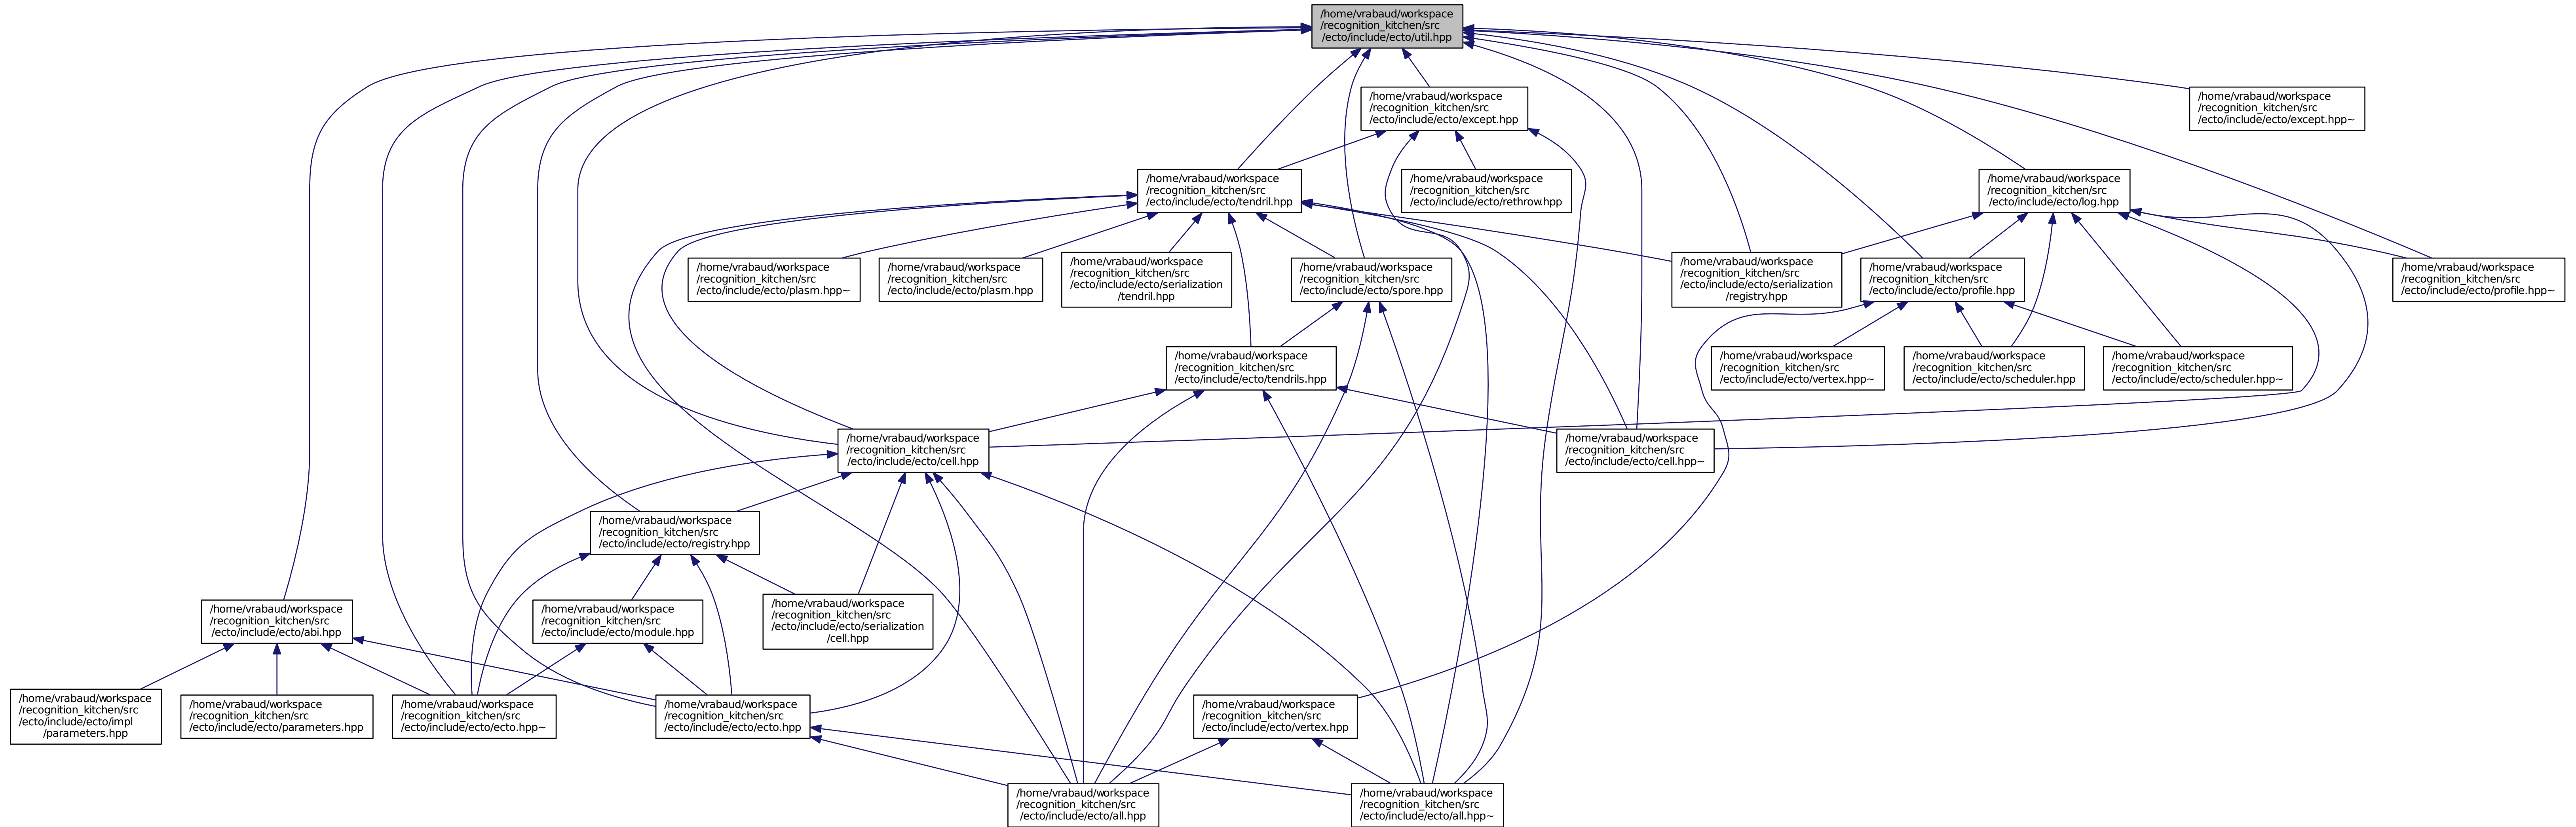 /home/vrabaud/workspace
/recognition_kitchen/src
/ecto/include/ecto/util.hpp
/home/vrabaud/workspace
/recognition_kitchen/src
/ecto/include/ecto/except.hpp
/home/vrabaud/workspace
/recognition_kitchen/src
/ecto/include/ecto/except.hpp~
/home/vrabaud/workspace
/recognition_kitchen/src
/ecto/include/ecto/tendril.hpp
/home/vrabaud/workspace
/recognition_kitchen/src
/ecto/include/ecto/rethrow.hpp
/home/vrabaud/workspace
/recognition_kitchen/src
/ecto/include/ecto/log.hpp
/home/vrabaud/workspace
/recognition_kitchen/src
/ecto/include/ecto/plasm.hpp~
/home/vrabaud/workspace
/recognition_kitchen/src
/ecto/include/ecto/plasm.hpp
/home/vrabaud/workspace
/recognition_kitchen/src
/ecto/include/ecto/serialization
/tendril.hpp
/home/vrabaud/workspace
/recognition_kitchen/src
/ecto/include/ecto/spore.hpp
/home/vrabaud/workspace
/recognition_kitchen/src
/ecto/include/ecto/serialization
/registry.hpp
/home/vrabaud/workspace
/recognition_kitchen/src
/ecto/include/ecto/profile.hpp
/home/vrabaud/workspace
/recognition_kitchen/src
/ecto/include/ecto/profile.hpp~
/home/vrabaud/workspace
/recognition_kitchen/src
/ecto/include/ecto/tendrils.hpp
/home/vrabaud/workspace
/recognition_kitchen/src
/ecto/include/ecto/vertex.hpp~
/home/vrabaud/workspace
/recognition_kitchen/src
/ecto/include/ecto/scheduler.hpp
/home/vrabaud/workspace
/recognition_kitchen/src
/ecto/include/ecto/scheduler.hpp~
/home/vrabaud/workspace
/recognition_kitchen/src
/ecto/include/ecto/cell.hpp
/home/vrabaud/workspace
/recognition_kitchen/src
/ecto/include/ecto/cell.hpp~
/home/vrabaud/workspace
/recognition_kitchen/src
/ecto/include/ecto/registry.hpp
/home/vrabaud/workspace
/recognition_kitchen/src
/ecto/include/ecto/abi.hpp
/home/vrabaud/workspace
/recognition_kitchen/src
/ecto/include/ecto/module.hpp
/home/vrabaud/workspace
/recognition_kitchen/src
/ecto/include/ecto/serialization
/cell.hpp
/home/vrabaud/workspace
/recognition_kitchen/src
/ecto/include/ecto/impl
/parameters.hpp
/home/vrabaud/workspace
/recognition_kitchen/src
/ecto/include/ecto/parameters.hpp
/home/vrabaud/workspace
/recognition_kitchen/src
/ecto/include/ecto/ecto.hpp~
/home/vrabaud/workspace
/recognition_kitchen/src
/ecto/include/ecto/ecto.hpp
/home/vrabaud/workspace
/recognition_kitchen/src
/ecto/include/ecto/vertex.hpp
/home/vrabaud/workspace
/recognition_kitchen/src
/ecto/include/ecto/all.hpp
/home/vrabaud/workspace
/recognition_kitchen/src
/ecto/include/ecto/all.hpp~